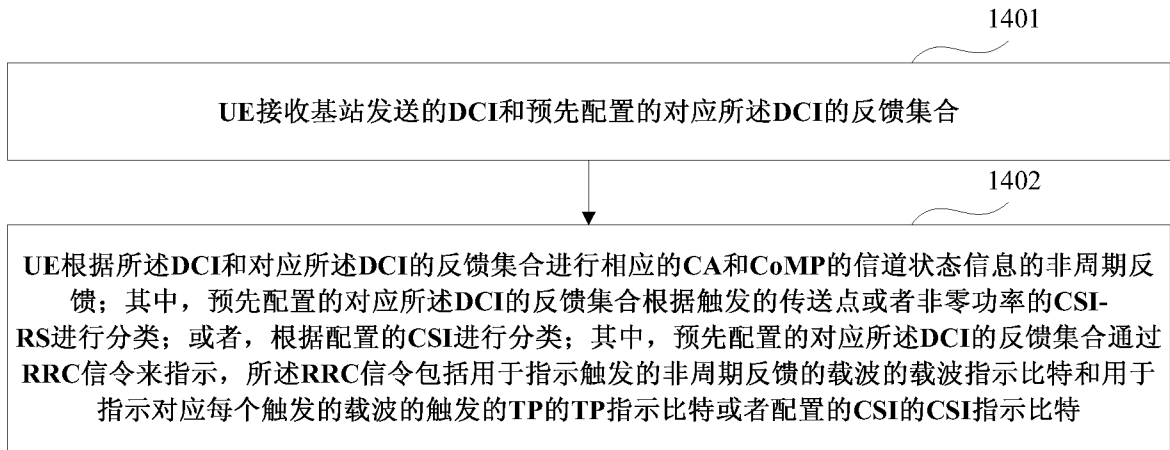 1401
UE接收基站发送的DCI和预先配置的对应所述DCI的反馈集合
1402
UE根据所述DCI和对应所述DCI的反馈集合进行相应的CA和CoMP的信道状态信息的非周期反
馈；其中，预先配置的对应所述DCI的反馈集合根据触发的传送点或者非零功率的CSI-
RS进行分类；或者，根据配置的CSI进行分类；其中，预先配置的对应所述DCI的反馈集合通过
RRC信令来指示，所述RRC信令包括用于指示触发的非周期反馈的载波的载波指示比特和用于
指示对应每个触发的载波的触发的TP的TP指示比特或者配置的CSI的CSI指示比特